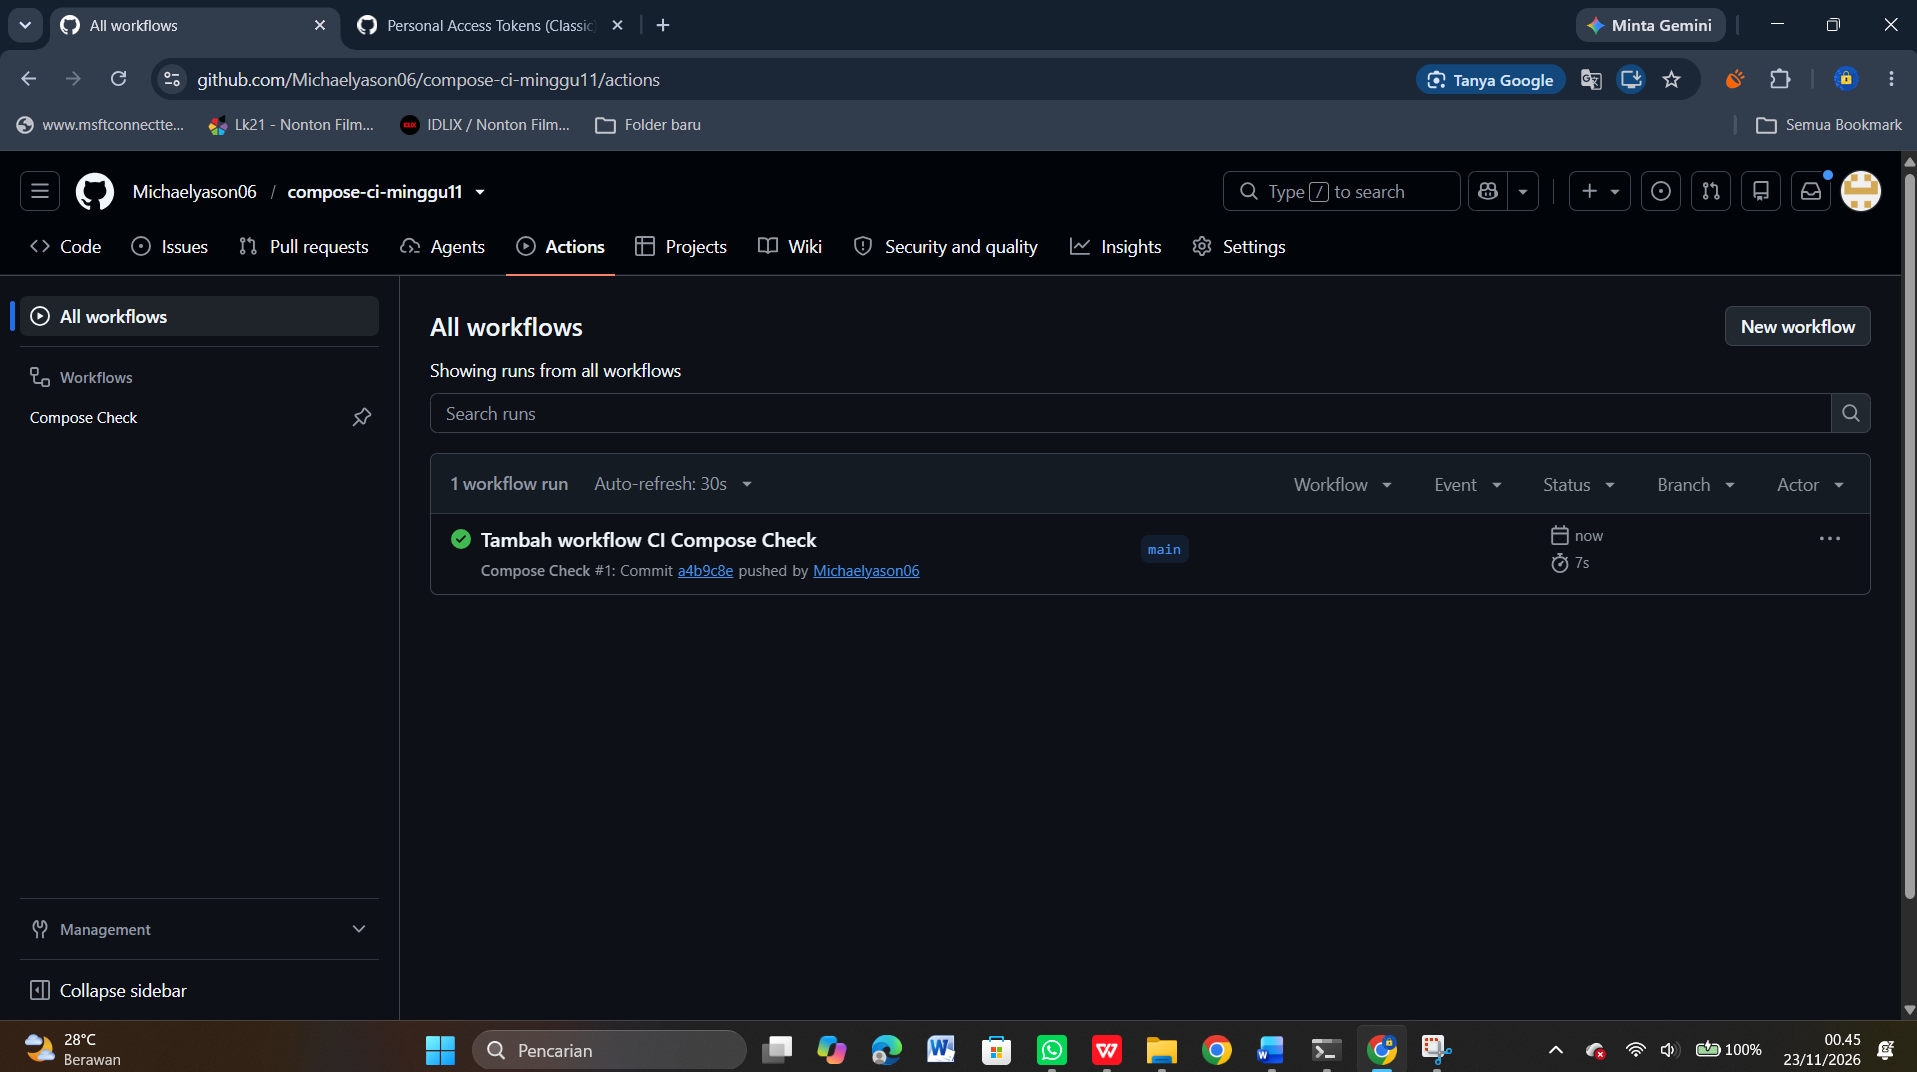 All workflows
Personal Access Tokens (Classic)
Minta Gemini
github.com/Michaelyason06/compose-ci-minggu11/actions
Tanya Google
www.msftconnectte...
Lk21 - Nonton Film...
IDLIX / Nonton Film...
Folder baru
Semua Bookmark
Michaelyason06 / compose-ci-minggu11
Type / to search
Code
Issues
Pull requests
Agents
Actions
Projects
Wiki
Security and quality
Insights
Settings
All workflows
Workflows
Compose Check
Management
Collapse sidebar
All workflows
New workflow
Showing runs from all workflows
Search runs
1 workflow run
Auto-refresh: 30s
Workflow
Event
Status
Branch
Actor
Tambah workflow CI Compose Check
Compose Check #1: Commit a4b9c8e pushed by Michaelyason06
main
now
7s
28°C
Berawan
Pencarian
100%
00.45
23/11/2026